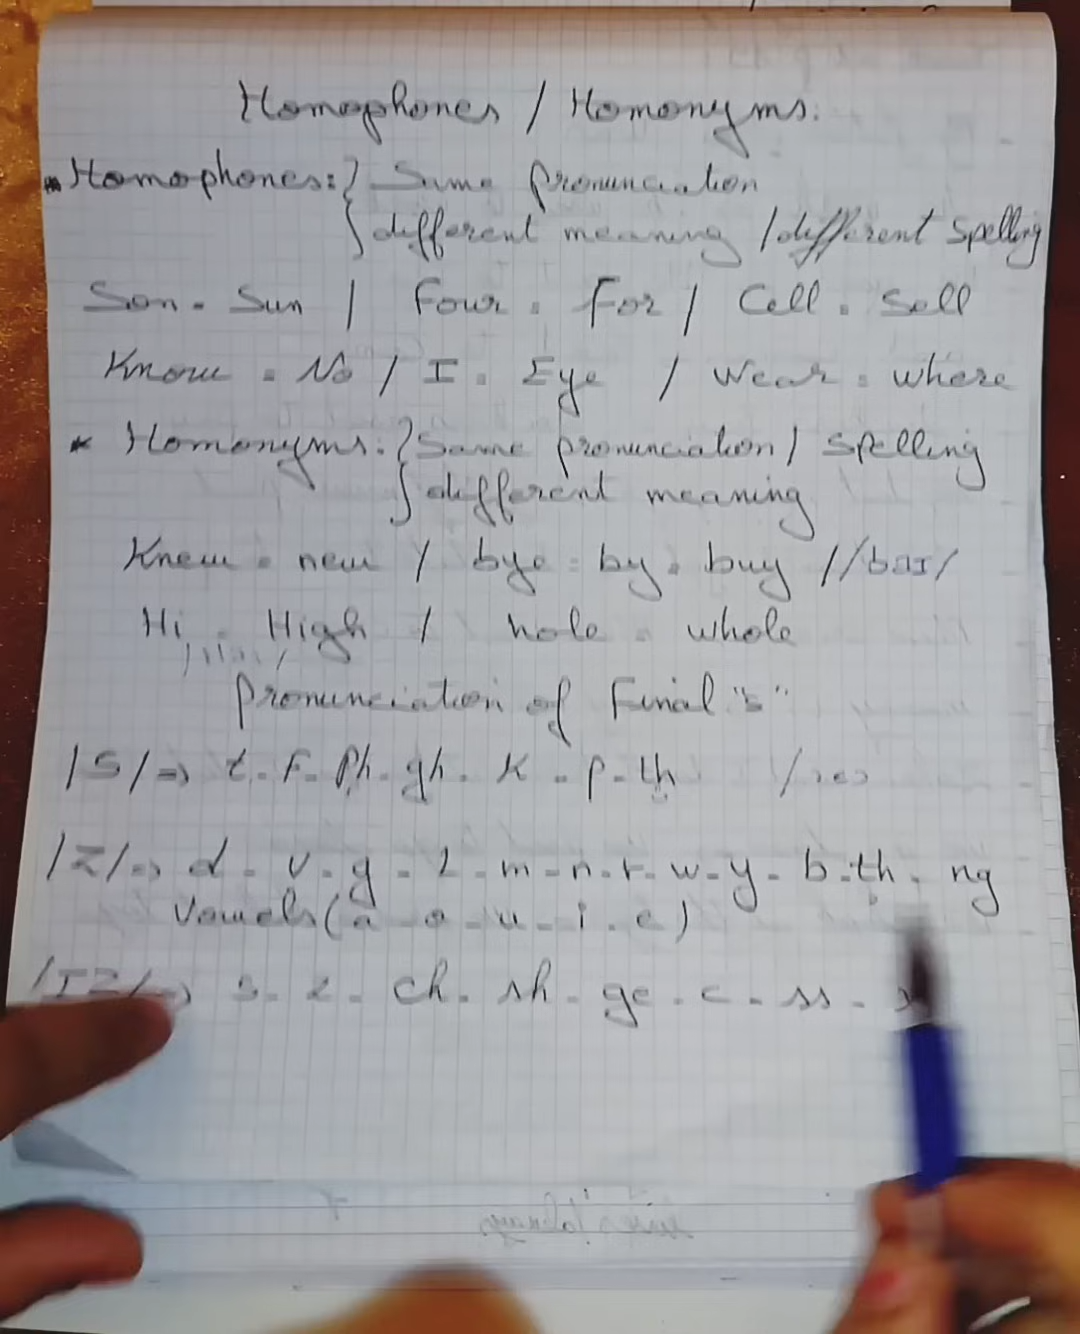 Homophones / Homonyms.
* Homophones: } Same pronunciation
different meaning / different spelling
Son - Sun / Four - For / Cell - Sell
Know - No / I - Eye / Wear - where
* Homonyms: } Same pronunciation / spelling
different meaning
Knew - new / bye - by - buy / /baI/
Hi - High / hole - whole
Pronunciation of Final "s"
/S/ => t - F - Ph - gh - K - p - th
/Z/ => d - v - g - l - m - n - r - w - y - b - th - ng
Vowels (a - o - u - i - e)
/IZ/ => s - z - ch - sh - ge - c - ss -